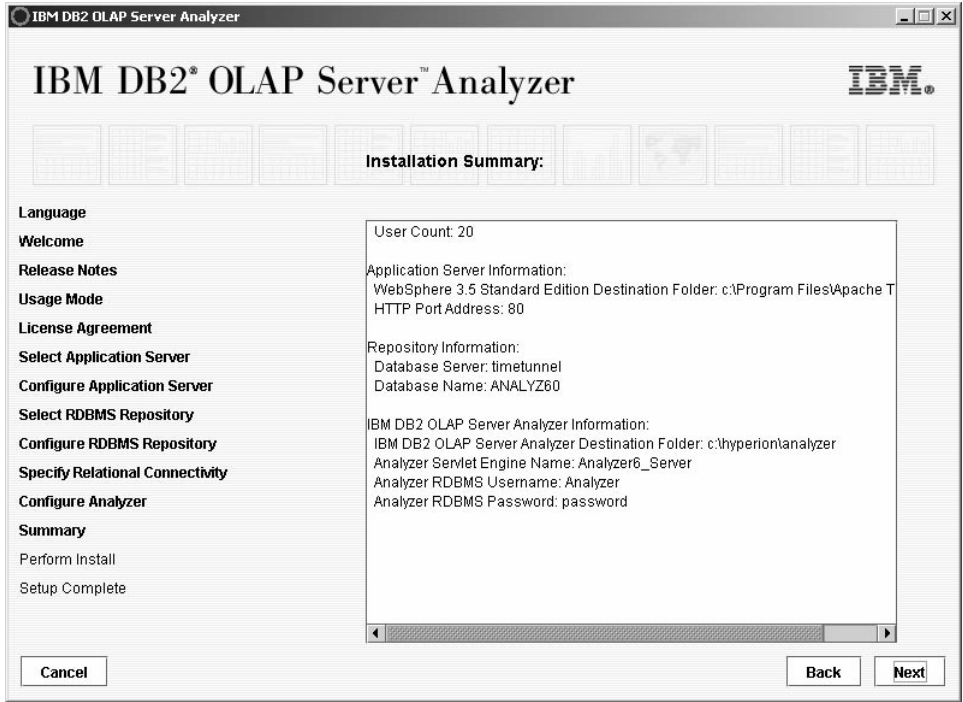 IBM DB2 OLAP Server Analyzer
IBM DB2® OLAP Server™ Analyzer
IBM®
Installation Summary:
Language
Welcome
Release Notes
Usage Mode
License Agreement
Select Application Server
Configure Application Server
Select RDBMS Repository
Configure RDBMS Repository
Specify Relational Connectivity
Configure Analyzer
Summary
Perform Install
Setup Complete
User Count: 20
Application Server Information:
WebSphere 3.5 Standard Edition Destination Folder: c:\Program Files\Apache T
HTTP Port Address: 80
Repository Information:
Database Server: timetunnel
Database Name: ANALYZ60
IBM DB2 OLAP Server Analyzer Information:
IBM DB2 OLAP Server Analyzer Destination Folder: c:\hyperion\analyzer
Analyzer Servlet Engine Name: Analyzer6_Server
Analyzer RDBMS Username: Analyzer
Analyzer RDBMS Password: password
Cancel
Back
Next